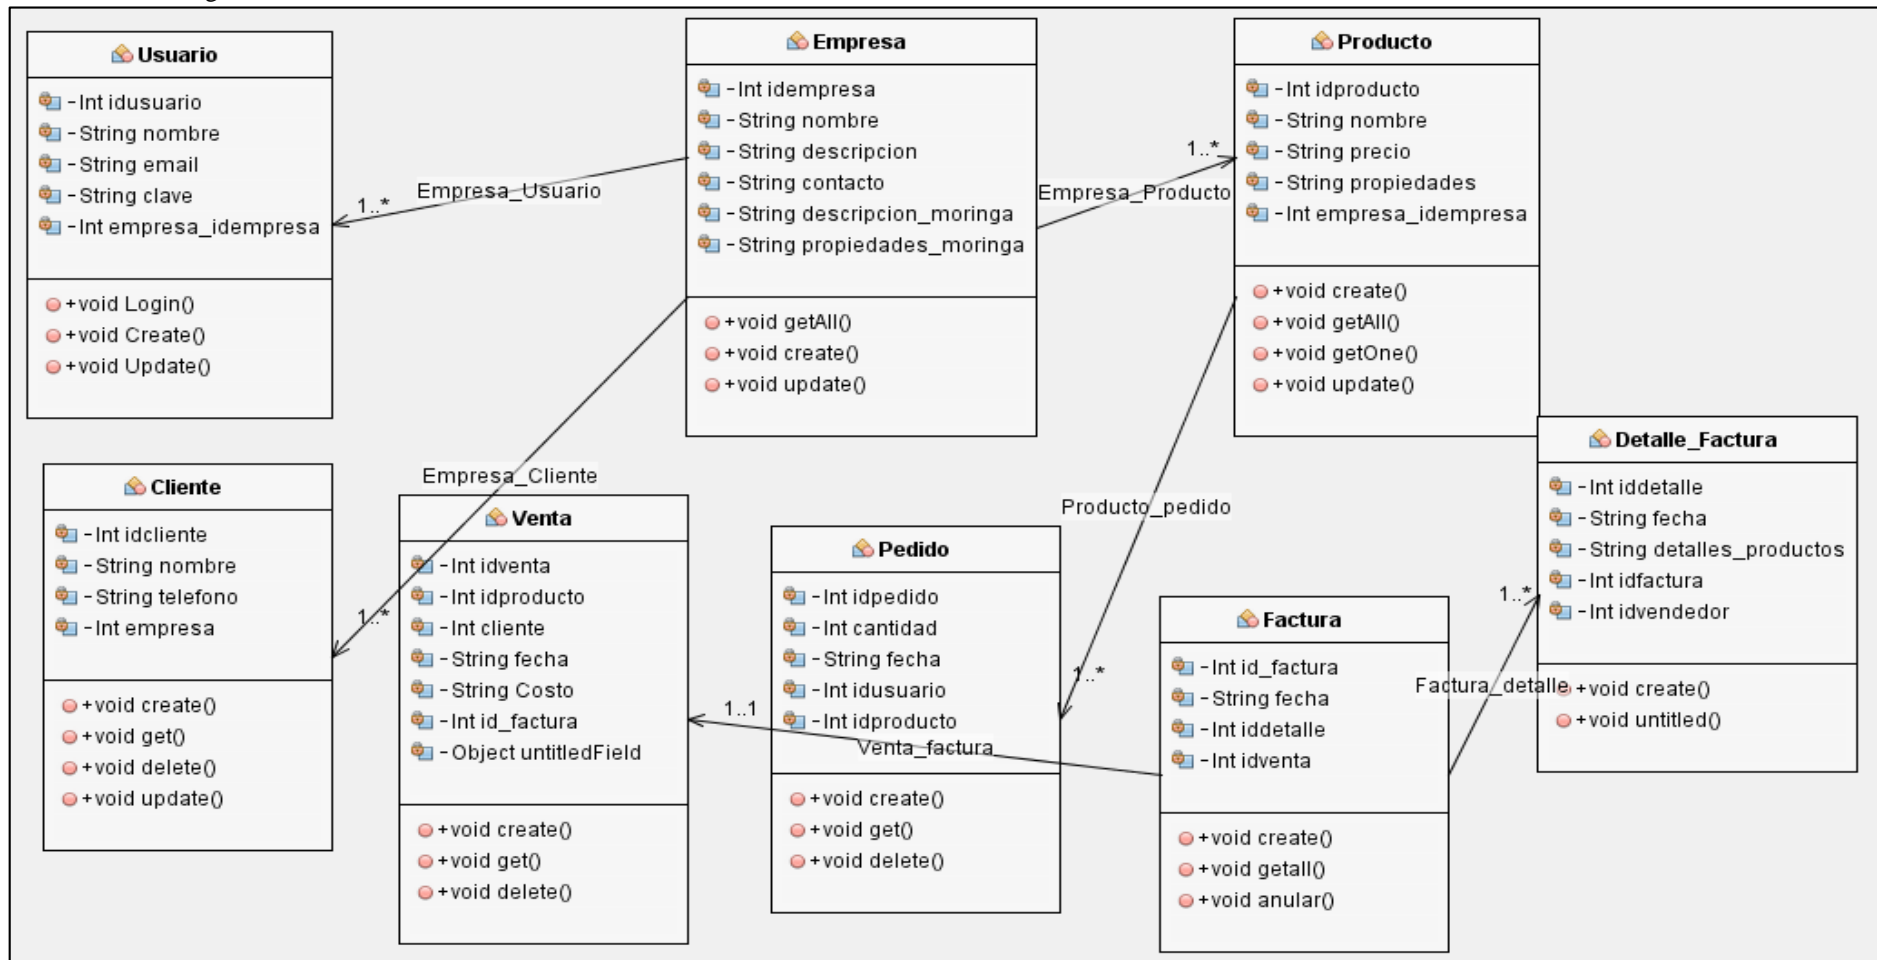 Usuario
-Int idusuario
-String nombre
-String email
-String clave
-Int empresa_idempresa
+void Login()
+void Create()
+void Update()
Empresa_Usuario
1..*
Empresa
-Int idempresa
-String nombre
-String descripcion
-String contacto
-String descripcion_moringa
-String propiedades_moringa
+void getAll()
+void create()
+void update()
Empresa_Producto
1..*
Producto
-Int idproducto
-String nombre
-String precio
-String propiedades
-Int empresa_idempresa
+void create()
+void getAll()
+void getOne()
+void update()
Empresa_Cliente
1..*
Producto_pedido
1..*
Cliente
-Int idcliente
-String nombre
-String telefono
-Int empresa
+void create()
+void get()
+void delete()
+void update()
Venta
-Int idventa
-Int idproducto
-Int cliente
-String fecha
-String Costo
-Int id_factura
-Object untitledField
+void create()
+void get()
+void delete()
1..1
Venta_factura
Pedido
-Int idpedido
-Int cantidad
-String fecha
-Int idusuario
-Int idproducto
+void create()
+void get()
+void delete()
Factura
-Int id_factura
-String fecha
-Int iddetalle
-Int idventa
+void create()
+void getall()
+void anular()
Factura_detalle
1..*
Detalle_Factura
-Int iddetalle
-String fecha
-String detalles_productos
-Int idfactura
-Int idvendedor
+void create()
+void untitled()